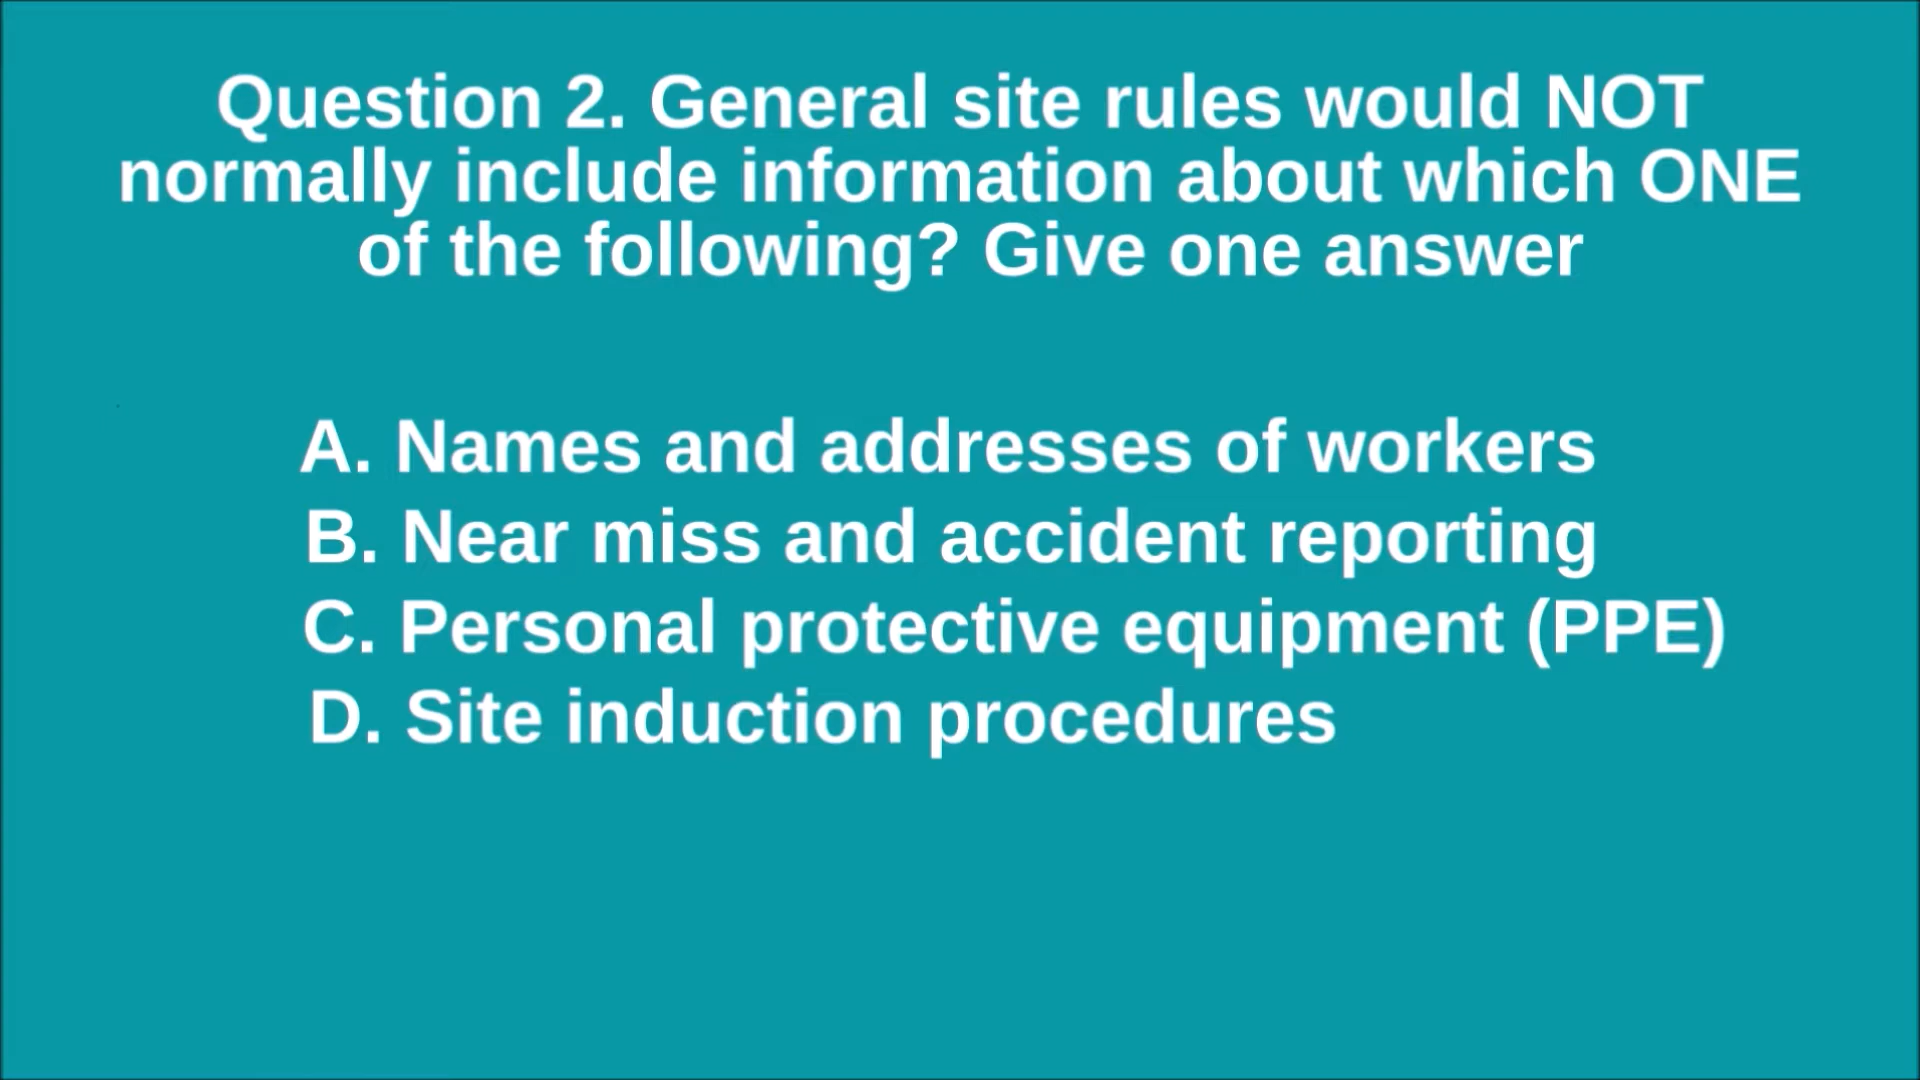 Question 2. General site rules would NOT
normally include information about which ONE
of the following? Give one answer
A. Names and addresses of workers
B. Near miss and accident reporting
C. Personal protective equipment (PPE)
D. Site induction procedures